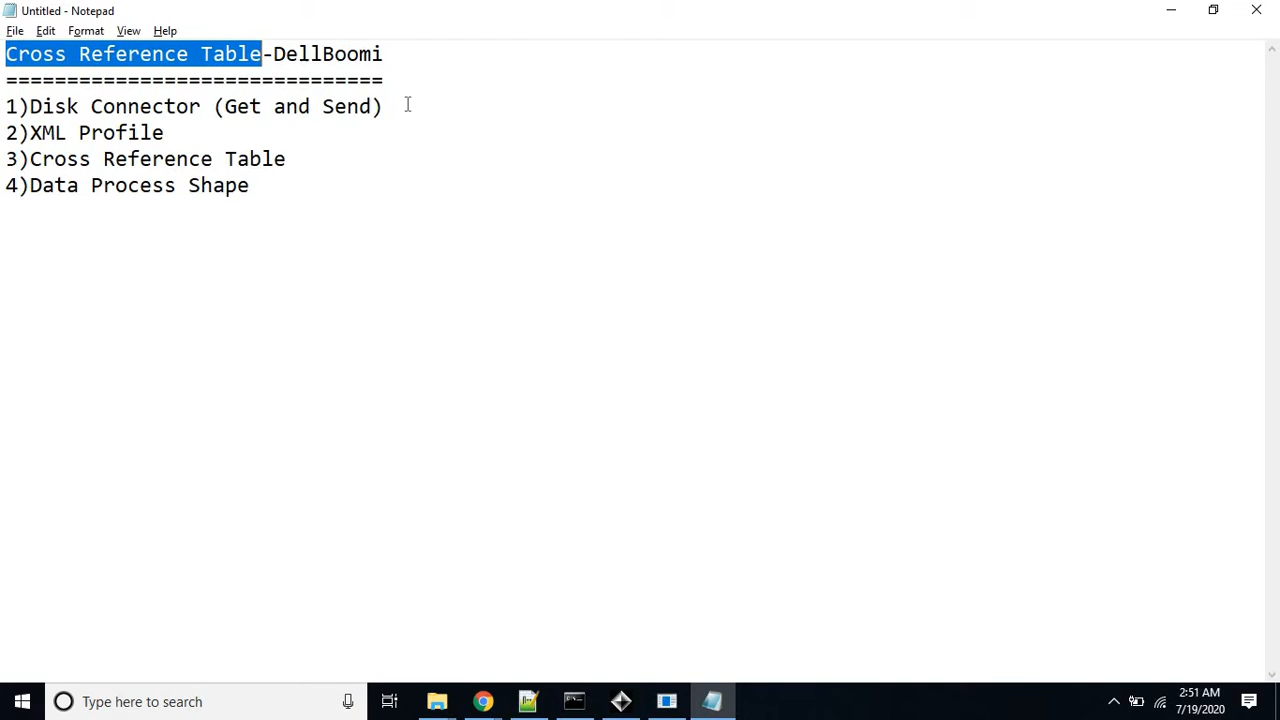 Untitled - Notepad
File Edit Format View Help
Cross Reference Table-DellBoomi
===============================
1)Disk Connector (Get and Send)
2)XML Profile
3)Cross Reference Table
4)Data Process Shape
Type here to search
2:51 AM
7/19/2020